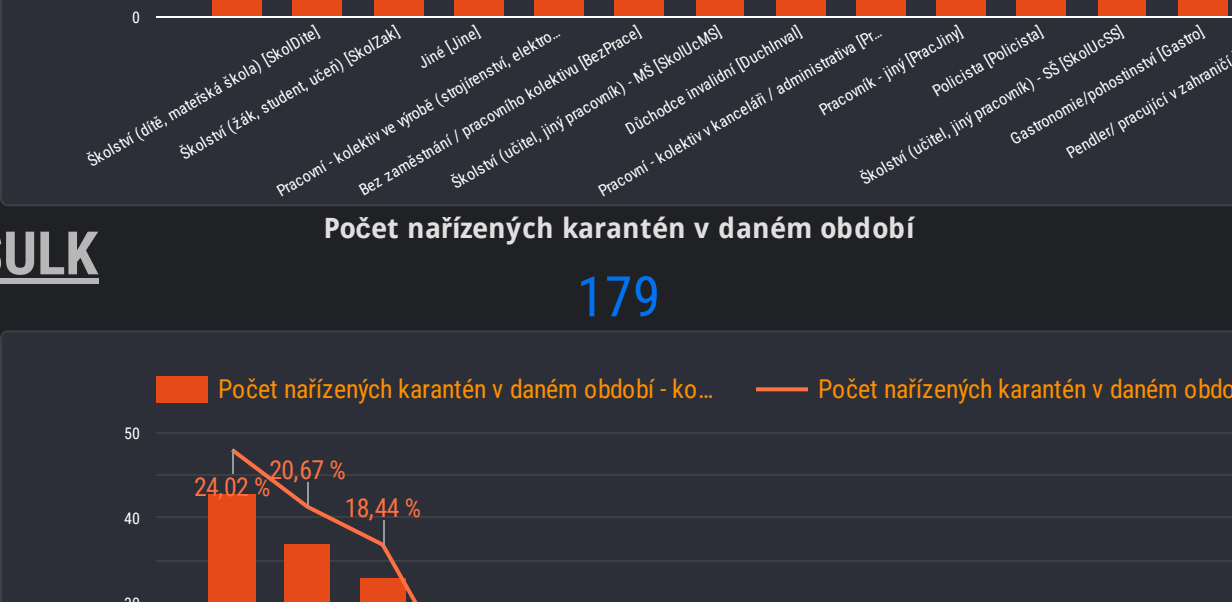 0
Školství (dítě, mateřská škola) [SkolDite]
Školství (žák, student, učeň) [SkolZak]
Jiné [Jine]
Pracovní - kolektiv ve výrobě (strojírenství, elektro...
Bez zaměstnání / pracovního kolektivu [BezPrace]
Školství (učitel, jiný pracovník) - MŠ [SkolUcMS]
Důchodce invalidní [DuchInval]
Pracovní - kolektiv v kanceláři / administrativa [Pr...
Pracovník - jiný [PracJiny]
Policista [Policista]
Školství (učitel, jiný pracovník) - SŠ [SkolUcSS]
Gastronomie/pohostinství [Gastro]
Pendler/ pracující v zahraničí
SULK
Počet nařízených karantén v daném období
179
Počet nařízených karantén v daném období - ko...
Počet nařízených karantén v daném obdo
50
20,67 %
24,02 %
18,44 %
40
30